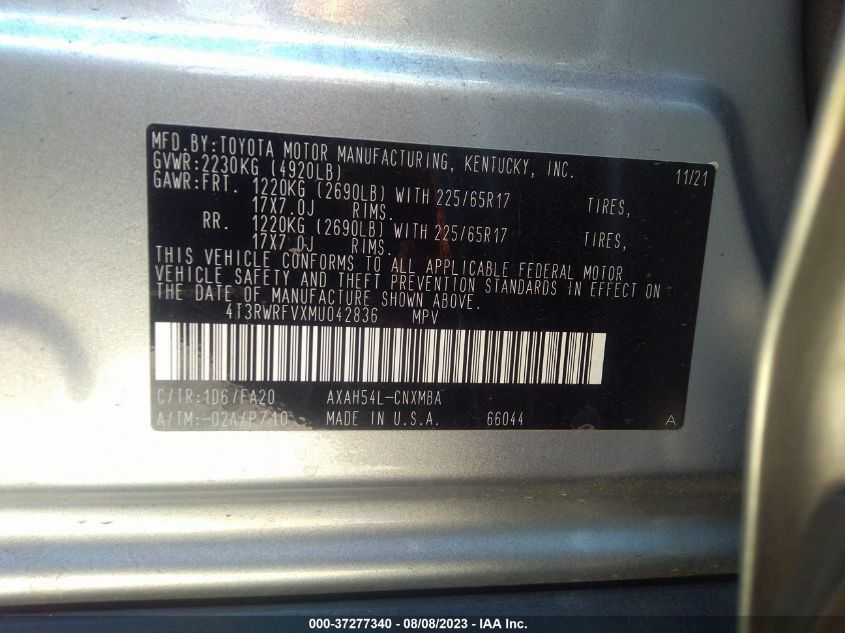 MFD.BY:TOYOTA MOTOR MANUFACTURING, KENTUCKY, INC. 11/21
GVWR:2230KG (4920LB)
GAWR:FRT. 1220KG (2690LB) WITH 225/65R17 TIRES,
17X7.0J RIMS.
RR. 1220KG (2690LB) WITH 225/65R17 TIRES,
17X7.0J RIMS.
THIS VEHICLE CONFORMS TO ALL APPLICABLE FEDERAL MOTOR
VEHICLE SAFETY AND THEFT PREVENTION STANDARDS IN EFFECT ON
THE DATE OF MANUFACTURE SHOWN ABOVE.
4T3RWRFVXMU042836 MPV
C/TR:1D6/FA20 AXAH54L-CNXMBA
A/TM:-02A/P710 MADE IN U.S.A. 66044 A
000-37277340 - 08/08/2023 - IAA Inc.